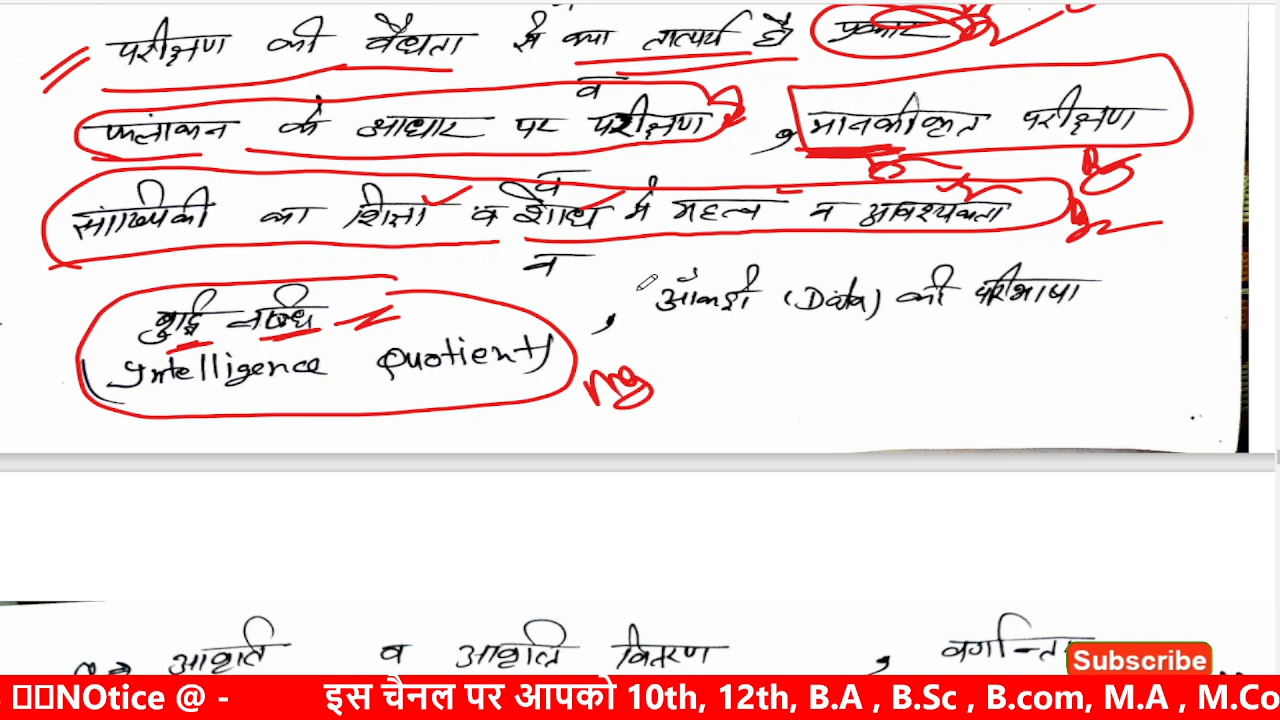 परीक्षण की वैधता से क्या तात्पर्य है प्रकार
व
फलांकन के आधार पर परीक्षण , मानकीकृत परीक्षण
व
सांख्यिकी का शिक्षा व शोध में महत्व व आवश्यकता
व
बुद्धि लब्धि , आँकड़ों (Data) की परिभाषा
(Intelligence Quotient)
आवृति व आवृति वितरण ,
Subscribe
NOtice @ - इस चैनल पर आपको 10th, 12th, B.A , B.Sc , B.com, M.A , M.Co